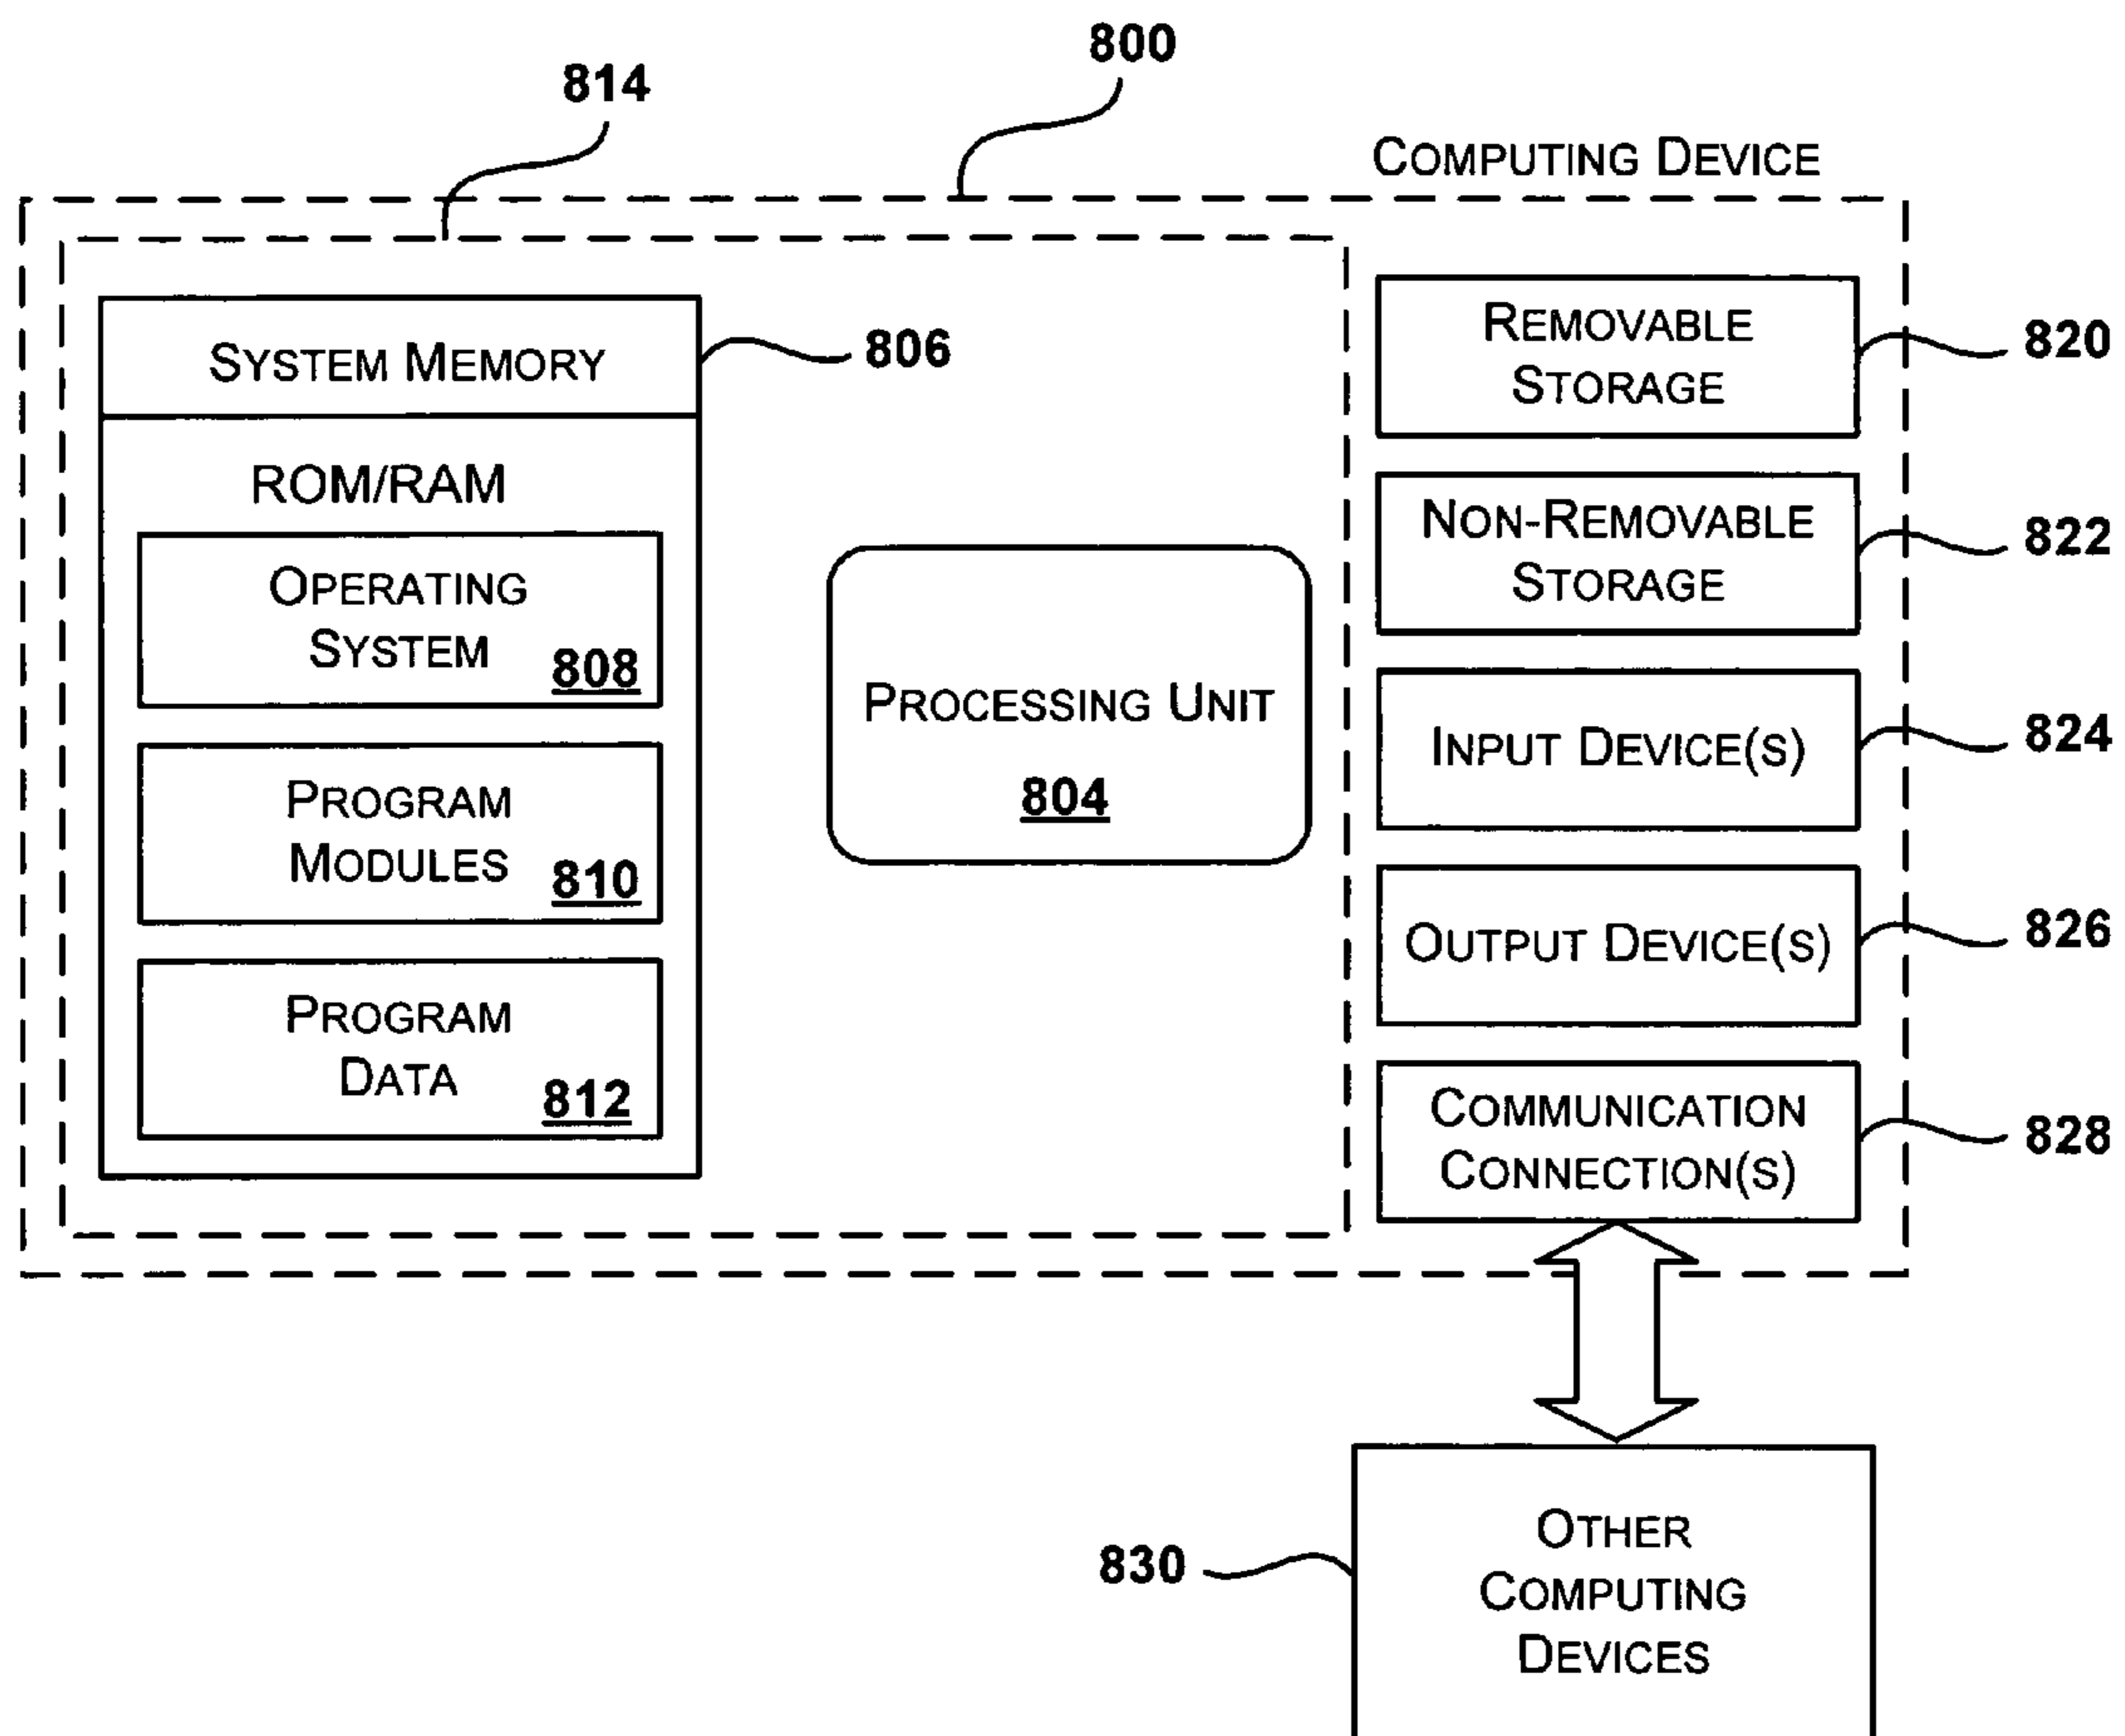 800
814
COMPUTING DEVICE
SYSTEM MEMORY
806
ROM/RAM
OPERATING
SYSTEM
808
PROGRAM
MODULES
810
PROGRAM
DATA
812
PROCESSING UNIT
804
REMOVABLE
STORAGE
820
NON-REMOVABLE
STORAGE
822
INPUT DEVICE(S)
824
OUTPUT DEVICE(S)
826
COMMUNICATION
CONNECTION(S)
828
830
OTHER
COMPUTING
DEVICES